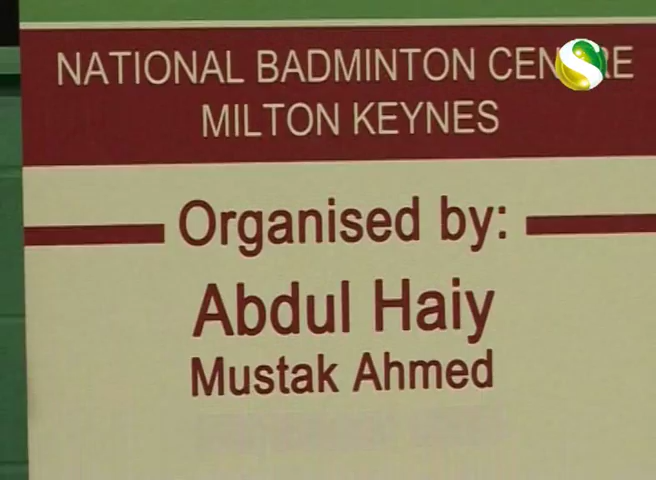 NATIONAL BADMINTON CENTRE
MILTON KEYNES
Organised by:
Abdul Haiy
Mustak Ahmed